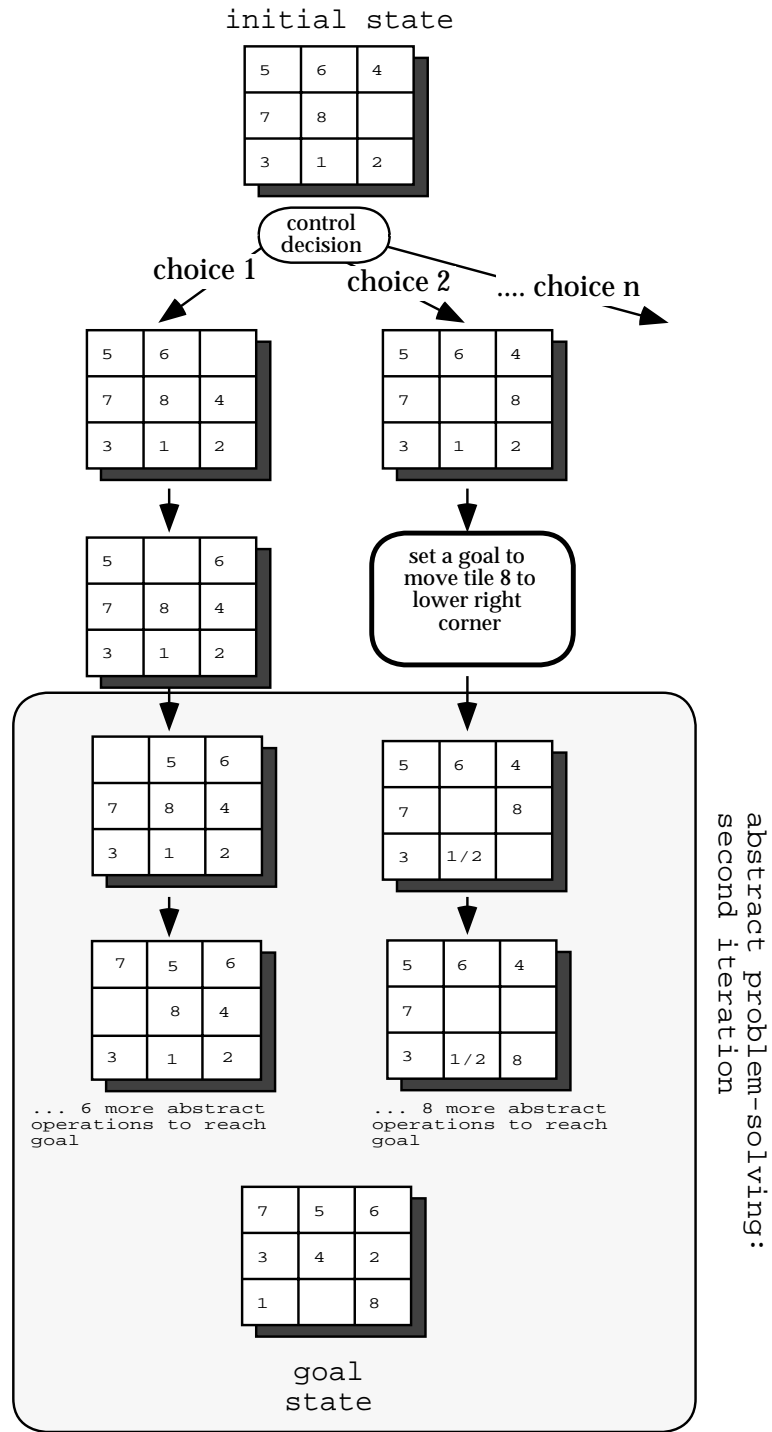 initial state
5 6 4
7 8
3 1 2
control
decision
choice 1
choice 2
.... choice n
5 6
7 8 4
3 1 2
5 6 4
7 8
3 1 2
5 6
7 8 4
3 1 2
set a goal to
move tile 8 to
lower right
corner
5 6
7 8 4
3 1 2
5 6 4
7 8
3 1/2
7 5 6
8 4
3 1 2
5 6 4
7
3 1/2 8
... 6 more abstract
operations to reach
goal
... 8 more abstract
operations to reach
goal
7 5 6
3 4 2
1 8
goal
state
abstract problem-solving:
second iteration